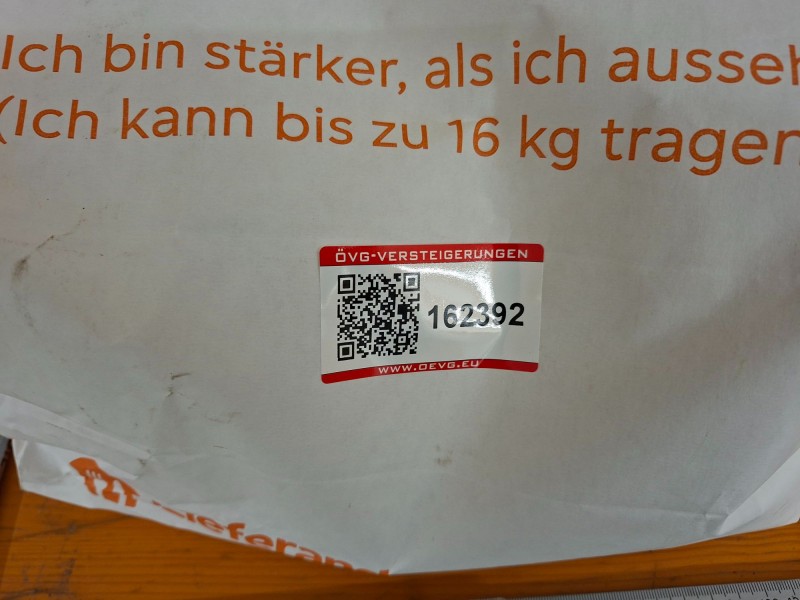 Ich bin stärker, als ich ausseh
(Ich kann bis zu 16 kg tragen
ÖVG-VERSTEIGERUNGEN
162392
WWW.OEVG.EU